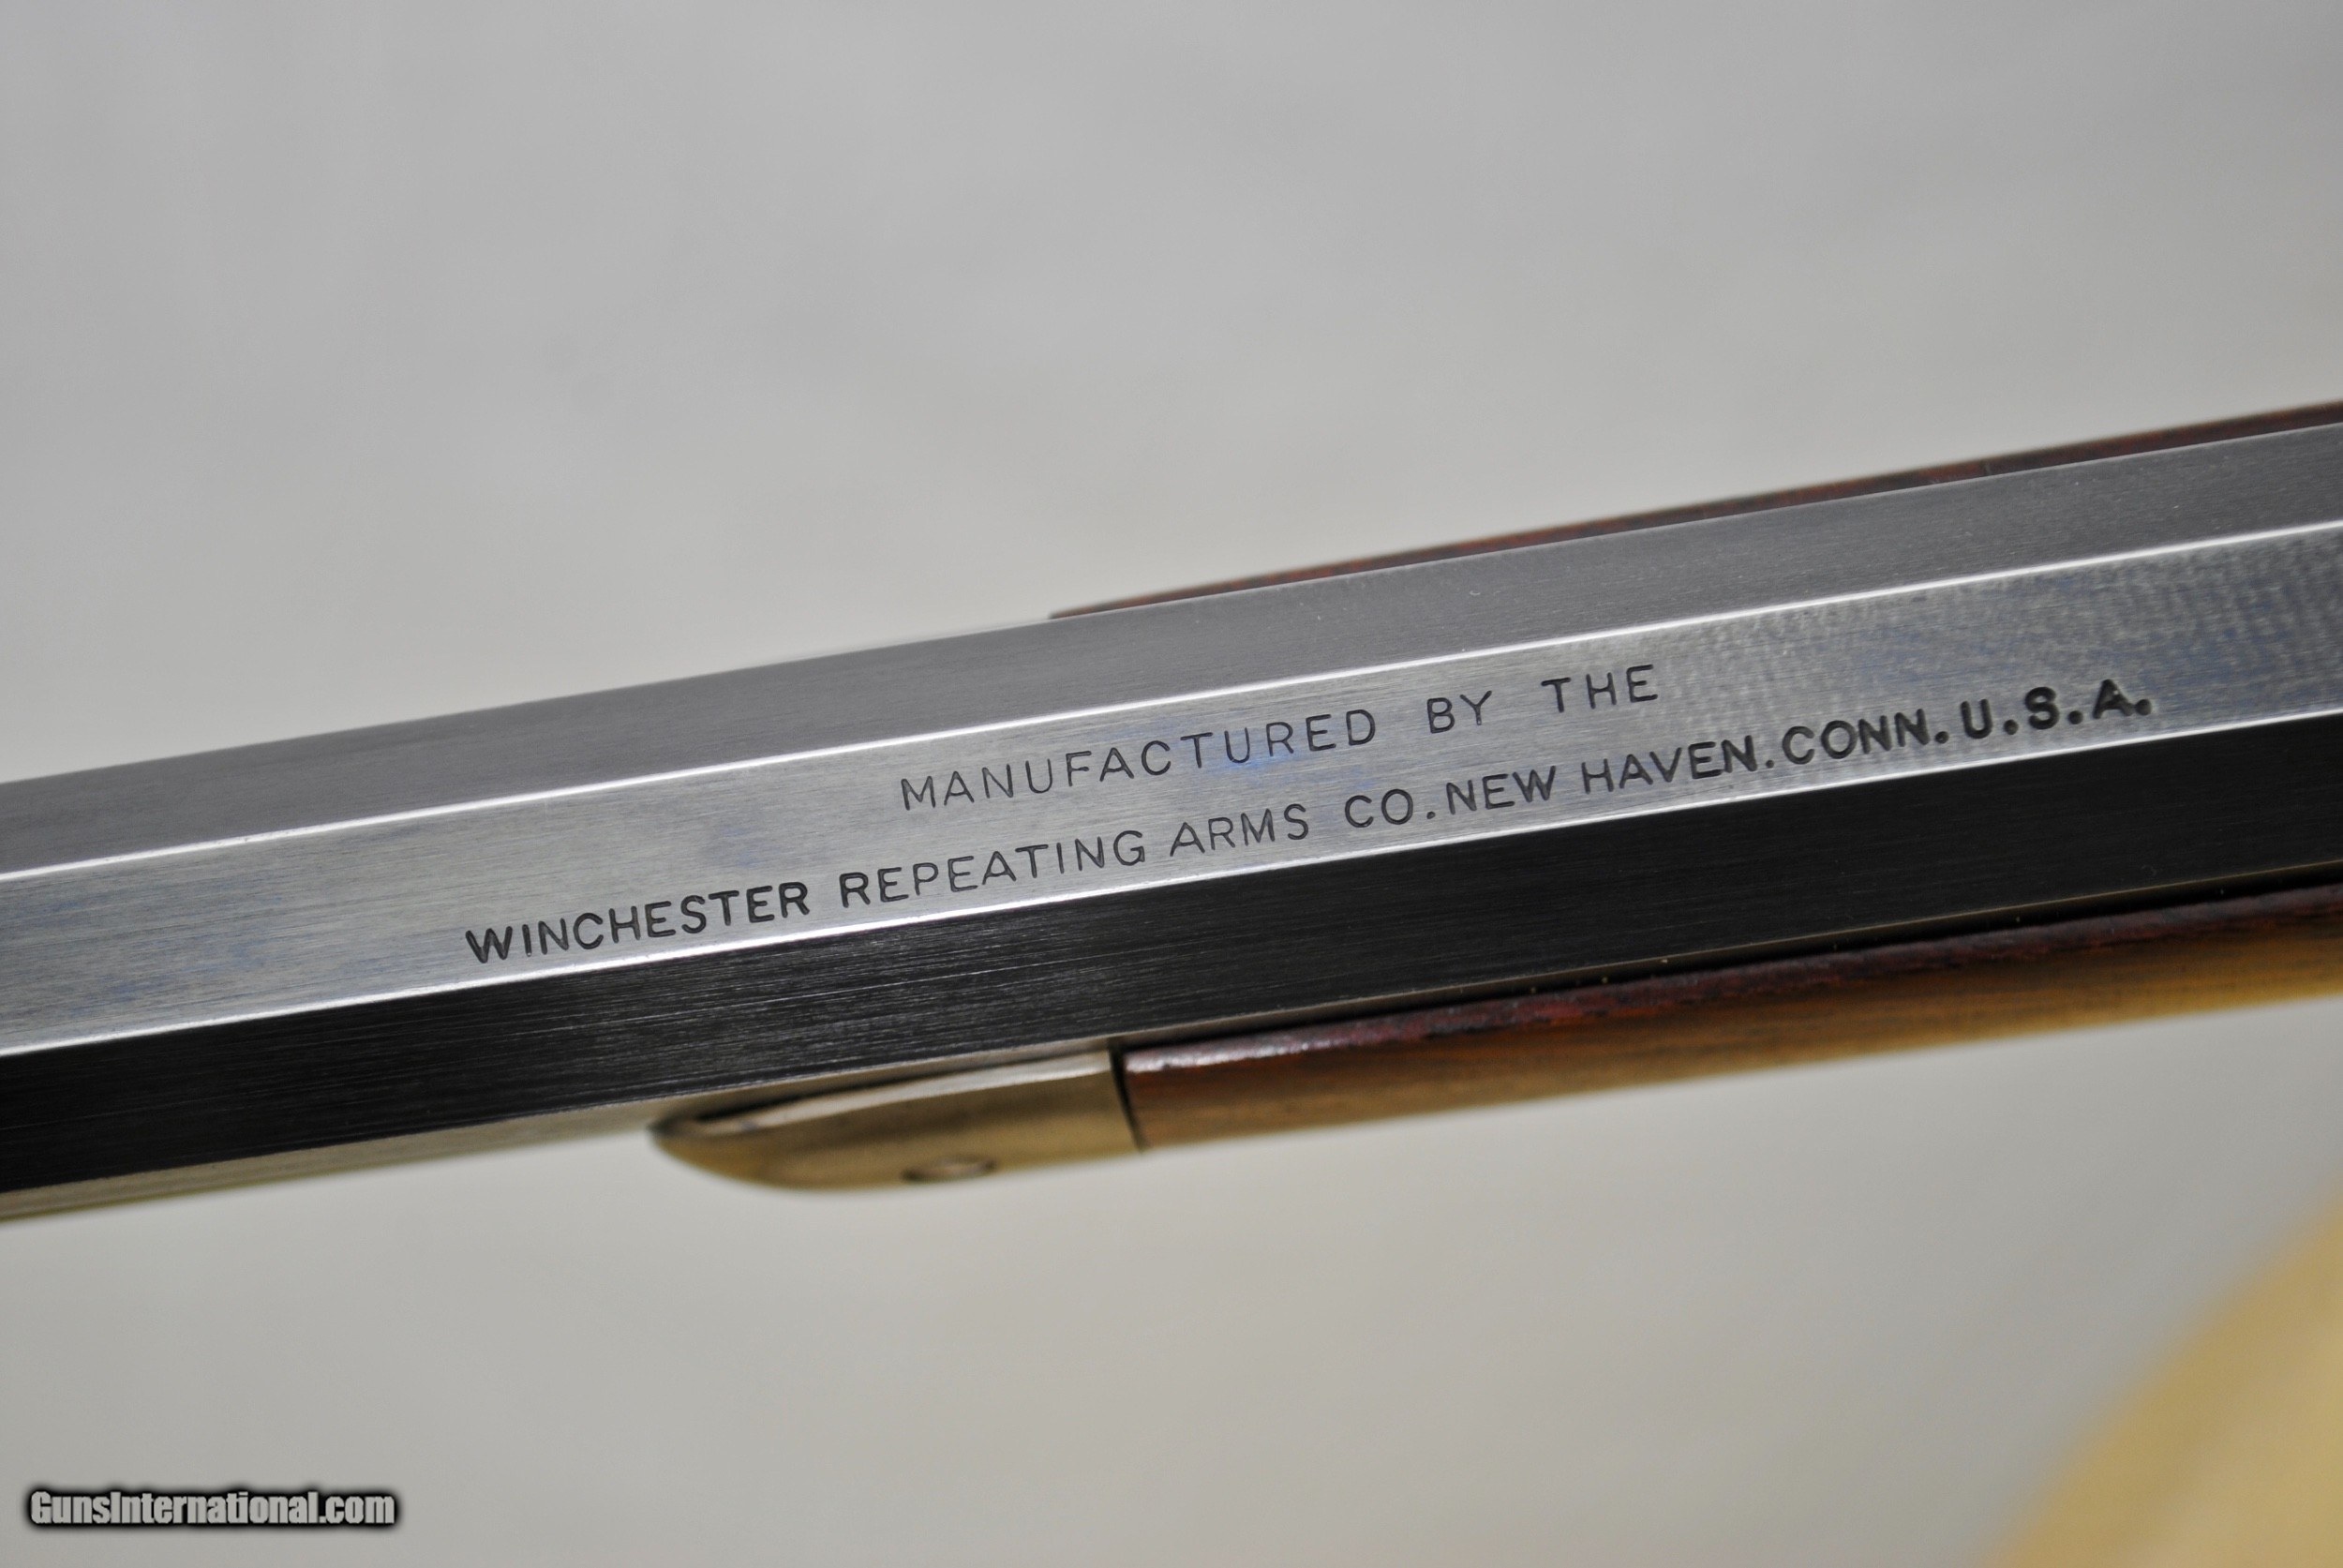 MANUFACTURED BY THE
WINCHESTER REPEATING ARMS CO. NEW HAVEN. CONN. U.S.A.
GunsInternational.com